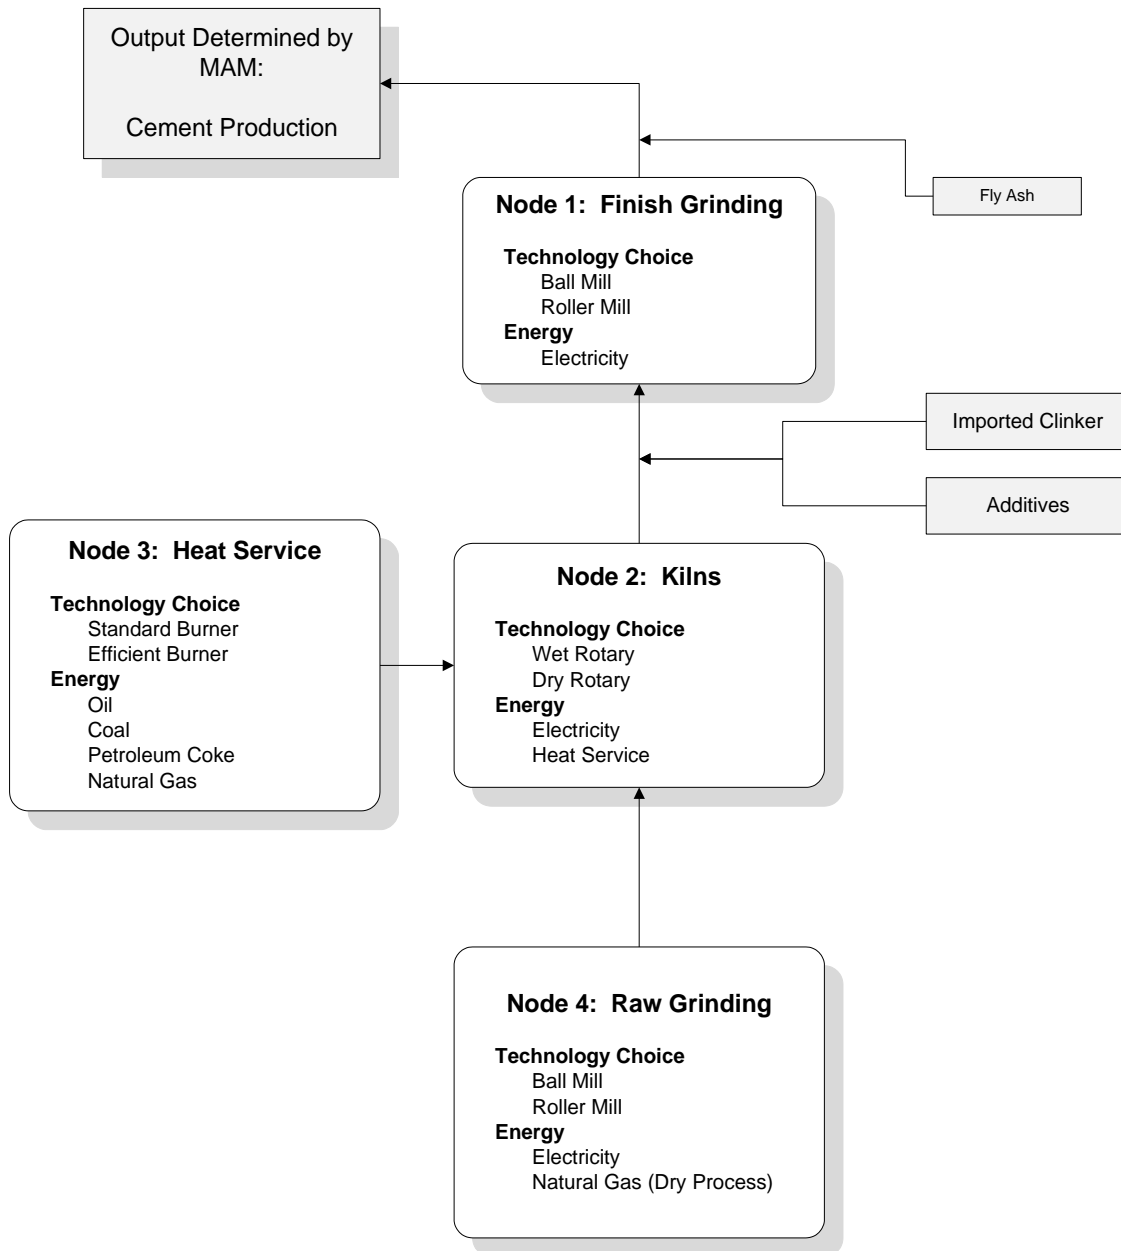 Output Determined by
MAM:
Cement Production
Node 1:  Finish Grinding
Technology Choice
Ball Mill
Roller Mill
Energy
Electricity
Fly Ash
Imported Clinker
Additives
Node 3:  Heat Service
Technology Choice
Standard Burner
Efficient Burner
Energy
Oil
Coal
Petroleum Coke
Natural Gas
Node 2:  Kilns
Technology Choice
Wet Rotary
Dry Rotary
Energy
Electricity
Heat Service
Node 4:  Raw Grinding
Technology Choice
Ball Mill
Roller Mill
Energy
Electricity
Natural Gas (Dry Process)